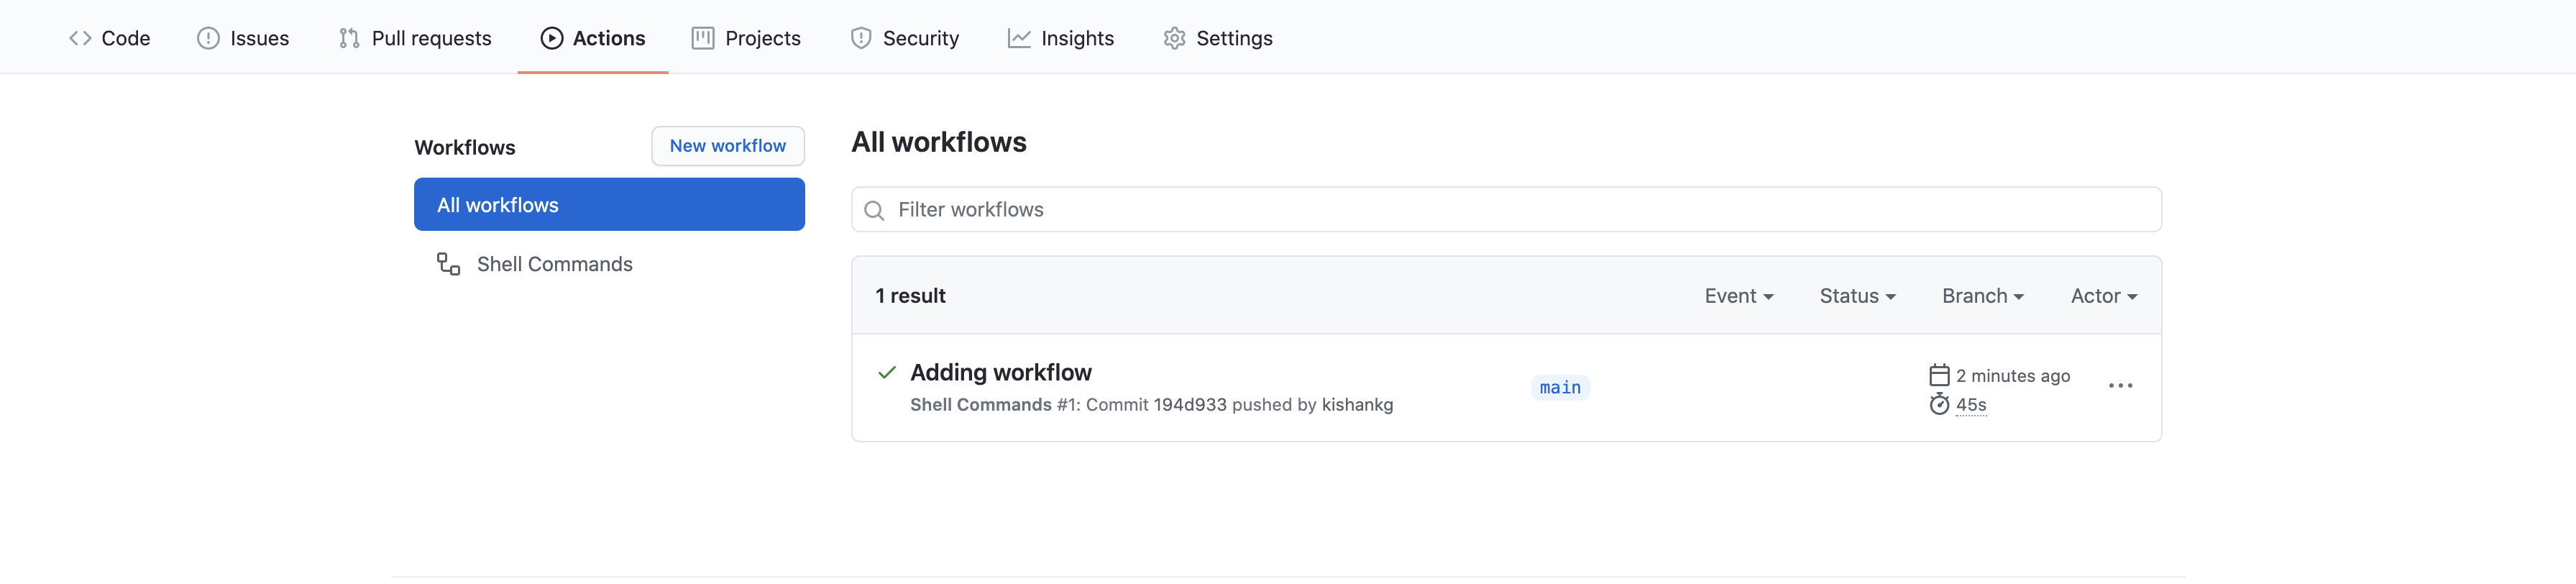 Code Issues Pull requests Actions Projects Security Insights Settings
Workflows
New workflow
All workflows
Shell Commands
All workflows
Filter workflows
1 result Event Status Branch Actor
Adding workflow
Shell Commands #1: Commit 194d933 pushed by kishankg
main
2 minutes ago
45s